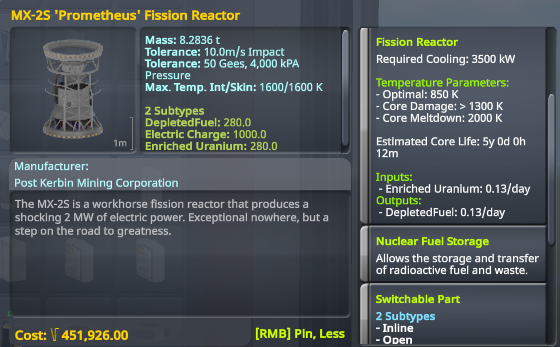 MX-2S 'Prometheus' Fission Reactor
Mass: 8.2836 t
Tolerance: 10.0m/s Impact
Tolerance: 50 Gees, 4,000 kPA
Pressure
Max. Temp. Int/Skin: 1600/1600 K
2 Subtypes
DepletedFuel: 280.0
Electric Charge: 1000.0
Enriched Uranium: 280.0
1m
Manufacturer:
Post Kerbin Mining Corporation
The MX-2S is a workhorse fission reactor that produces a
shocking 2 MW of electric power. Exceptional nowhere, but a
step on the road to greatness.
Cost: 451,926.00
[RMB] Pin, Less
Fission Reactor
Required Cooling: 3500 kW
Temperature Parameters:
- Optimal: 850 K
- Core Damage: > 1300 K
- Core Meltdown: 2000 K
Estimated Core Life: 5y 0d 0h
12m
Inputs:
- Enriched Uranium: 0.13/day
Outputs:
- DepletedFuel: 0.13/day
Nuclear Fuel Storage
Allows the storage and transfer
of radioactive fuel and waste.
Switchable Part
2 Subtypes
- Inline
- Open